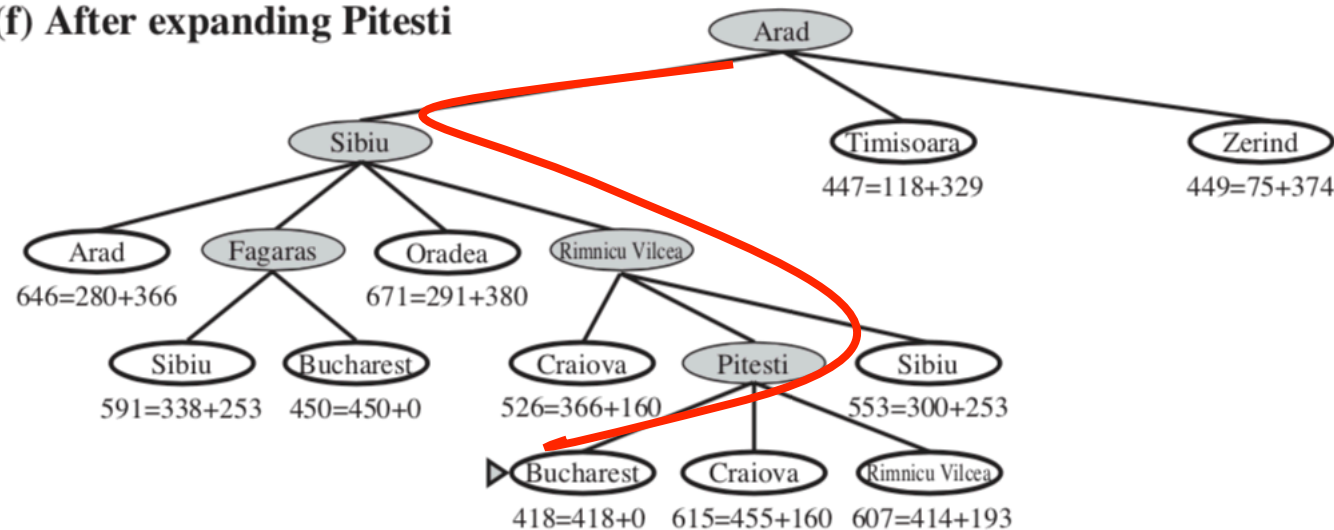 (f) After expanding Pitesti
Arad
Sibiu
Timisoara
Zerind
447=118+329
449=75+374
Arad
Fagaras
Oradea
Rimnicu Vilcea
646=280+366
671=291+380
Sibiu
Bucharest
Craiova
Pitesti
Sibiu
591=338+253
450=450+0
526=366+160
553=300+253
Bucharest
Craiova
Rimnicu Vilcea
418=418+0
615=455+160
607=414+193